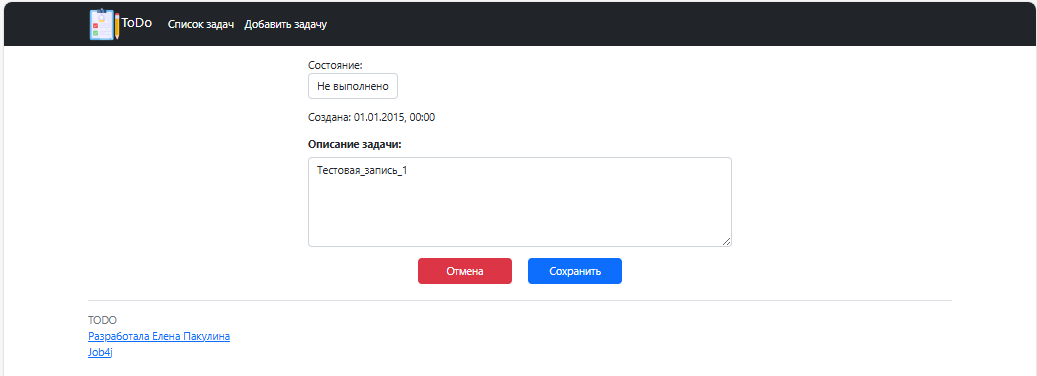 ToDo Список задач Добавить задачу
Состояние:
Не выполнено
Создана: 01.01.2015, 00:00
Описание задачи:
Тестовая_запись_1
Отмена Сохранить
TODO
Разработала Елена Пакулина
Job4j